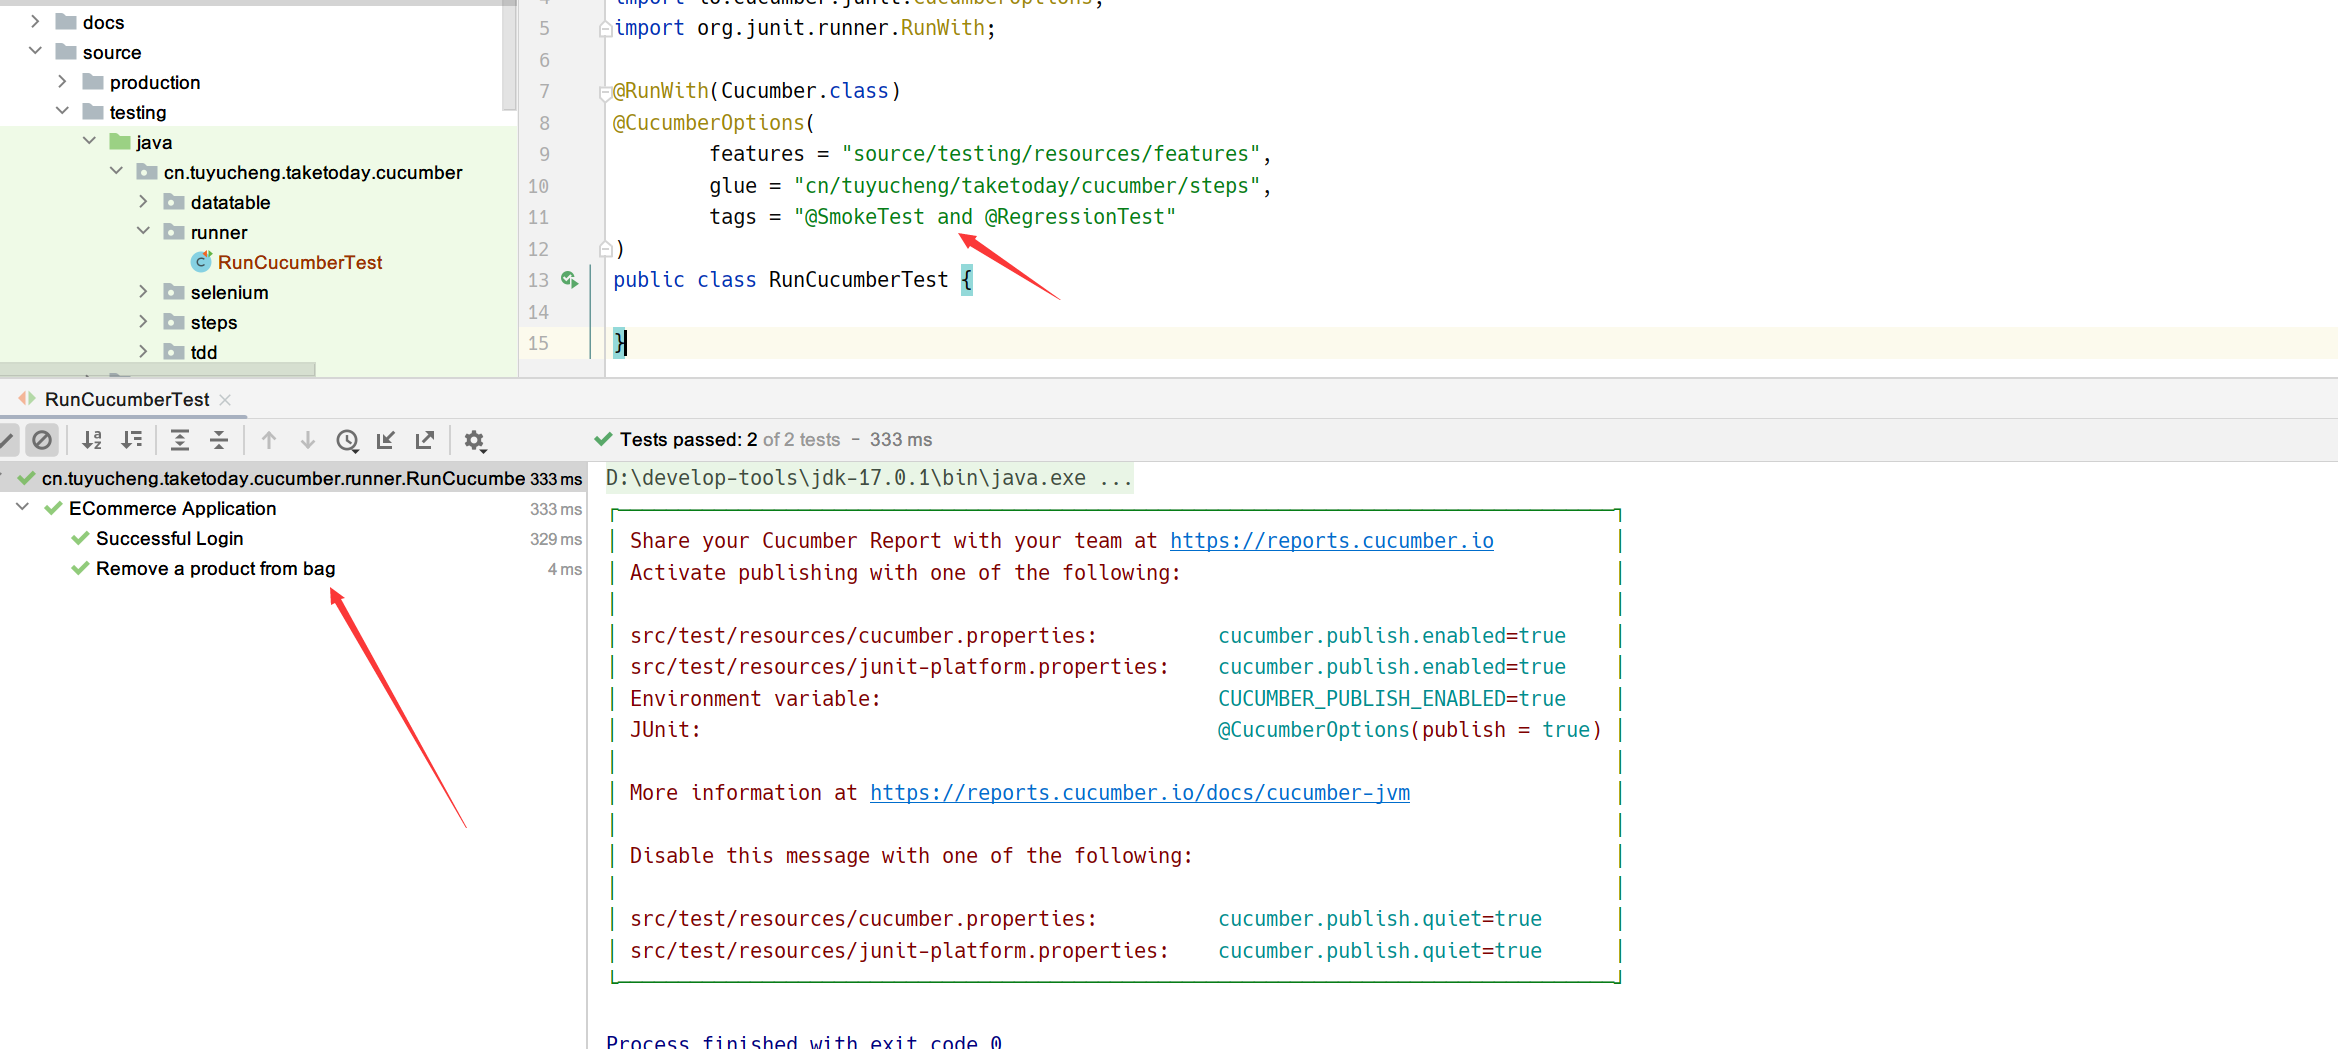 docs
source
production
testing
java
cn.tuyucheng.taketoday.cucumber
datatable
runner
RunCucumberTest
selenium
steps
tdd
4 import io.cucumber.junit.CucumberOptions;
5 import org.junit.runner.RunWith;
6
7 @RunWith(Cucumber.class)
8 @CucumberOptions(
9 features = "source/testing/resources/features",
10 glue = "cn/tuyucheng/taketoday/cucumber/steps",
11 tags = "@SmokeTest and @RegressionTest"
12 )
13 public class RunCucumberTest {
14
15 }
RunCucumberTest
Tests passed: 2 of 2 tests – 333 ms
cn.tuyucheng.taketoday.cucumber.runner.RunCucumbe 333 ms
ECommerce Application 333 ms
Successful Login 329 ms
Remove a product from bag 4 ms
D:\develop-tools\jdk-17.0.1\bin\java.exe ...
Share your Cucumber Report with your team at https://reports.cucumber.io
Activate publishing with one of the following:
src/test/resources/cucumber.properties: cucumber.publish.enabled=true
src/test/resources/junit-platform.properties: cucumber.publish.enabled=true
Environment variable: CUCUMBER_PUBLISH_ENABLED=true
JUnit: @CucumberOptions(publish = true)
More information at https://reports.cucumber.io/docs/cucumber-jvm
Disable this message with one of the following:
src/test/resources/cucumber.properties: cucumber.publish.quiet=true
src/test/resources/junit-platform.properties: cucumber.publish.quiet=true
Process finished with exit code 0